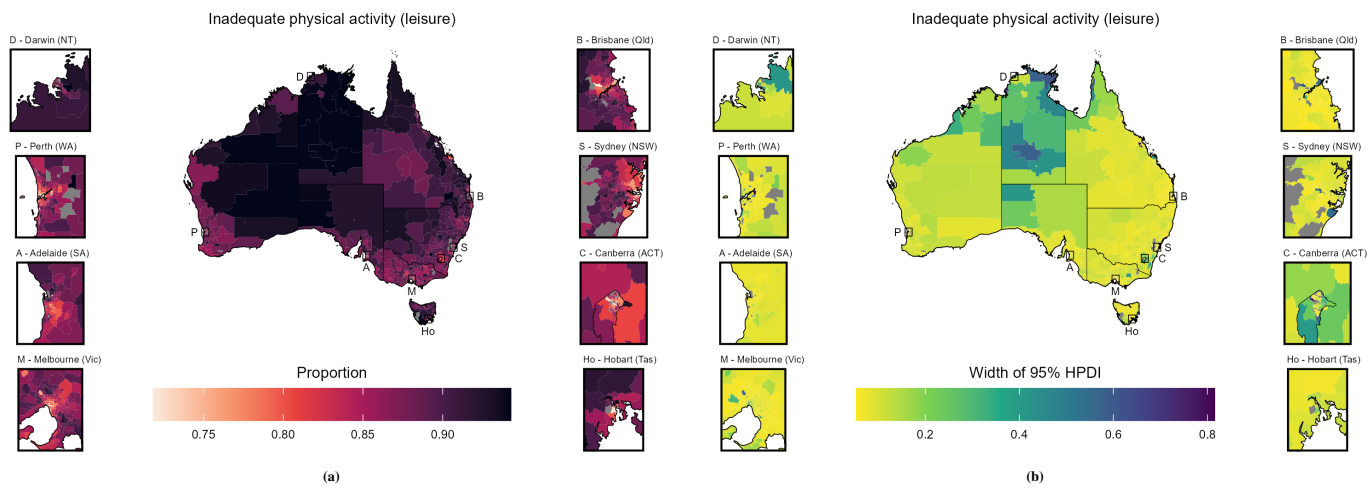 Inadequate physical activity (leisure)
D - Darwin (NT)
P - Perth (WA)
A - Adelaide (SA)
M - Melbourne (Vic)
B - Brisbane (Qld)
S - Sydney (NSW)
C - Canberra (ACT)
Ho - Hobart (Tas)
D
B
P
S
C
A
M
Ho
Proportion
0.75 0.80 0.85 0.90
(a)
Inadequate physical activity (leisure)
D - Darwin (NT)
P - Perth (WA)
A - Adelaide (SA)
M - Melbourne (Vic)
B - Brisbane (Qld)
S - Sydney (NSW)
C - Canberra (ACT)
Ho - Hobart (Tas)
D
B
P
S
C
A
M
Ho
Width of 95% HPDI
0.2 0.4 0.6 0.8
(b)